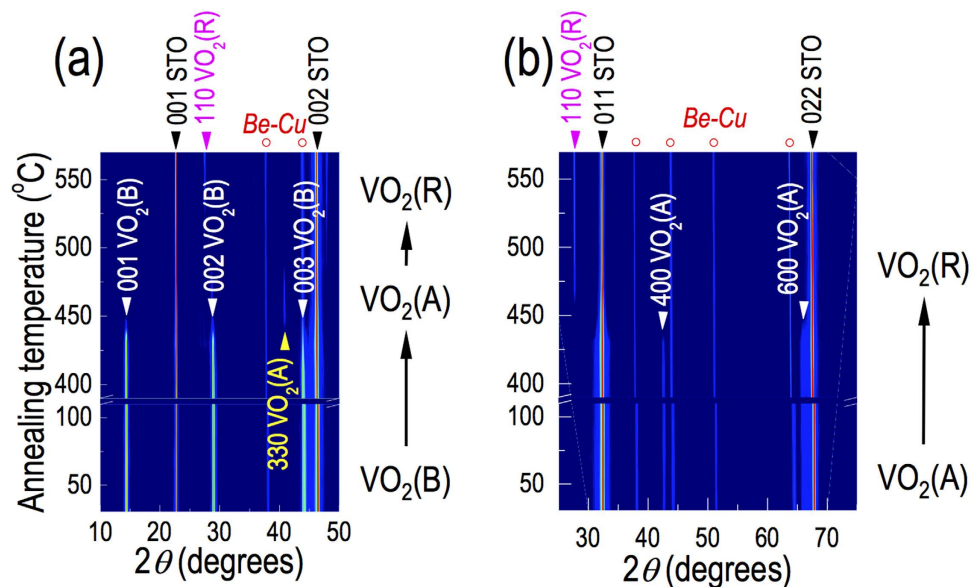 (a)
001 STO
110 VO₂(R)
Be-Cu
002 STO
Annealing temperature (°C)
550
500
450
400
100
50
001 VO₂(B)
002 VO₂(B)
003 VO₂(B)
330 VO₂(A)
10 20 30 40 50
2θ (degrees)
VO₂(R)
VO₂(A)
VO₂(B)
(b)
110 VO₂(R)
011 STO
Be-Cu
022 STO
550
500
450
400
100
50
400 VO₂(A)
600 VO₂(A)
30 40 50 60 70
2θ (degrees)
VO₂(R)
VO₂(A)